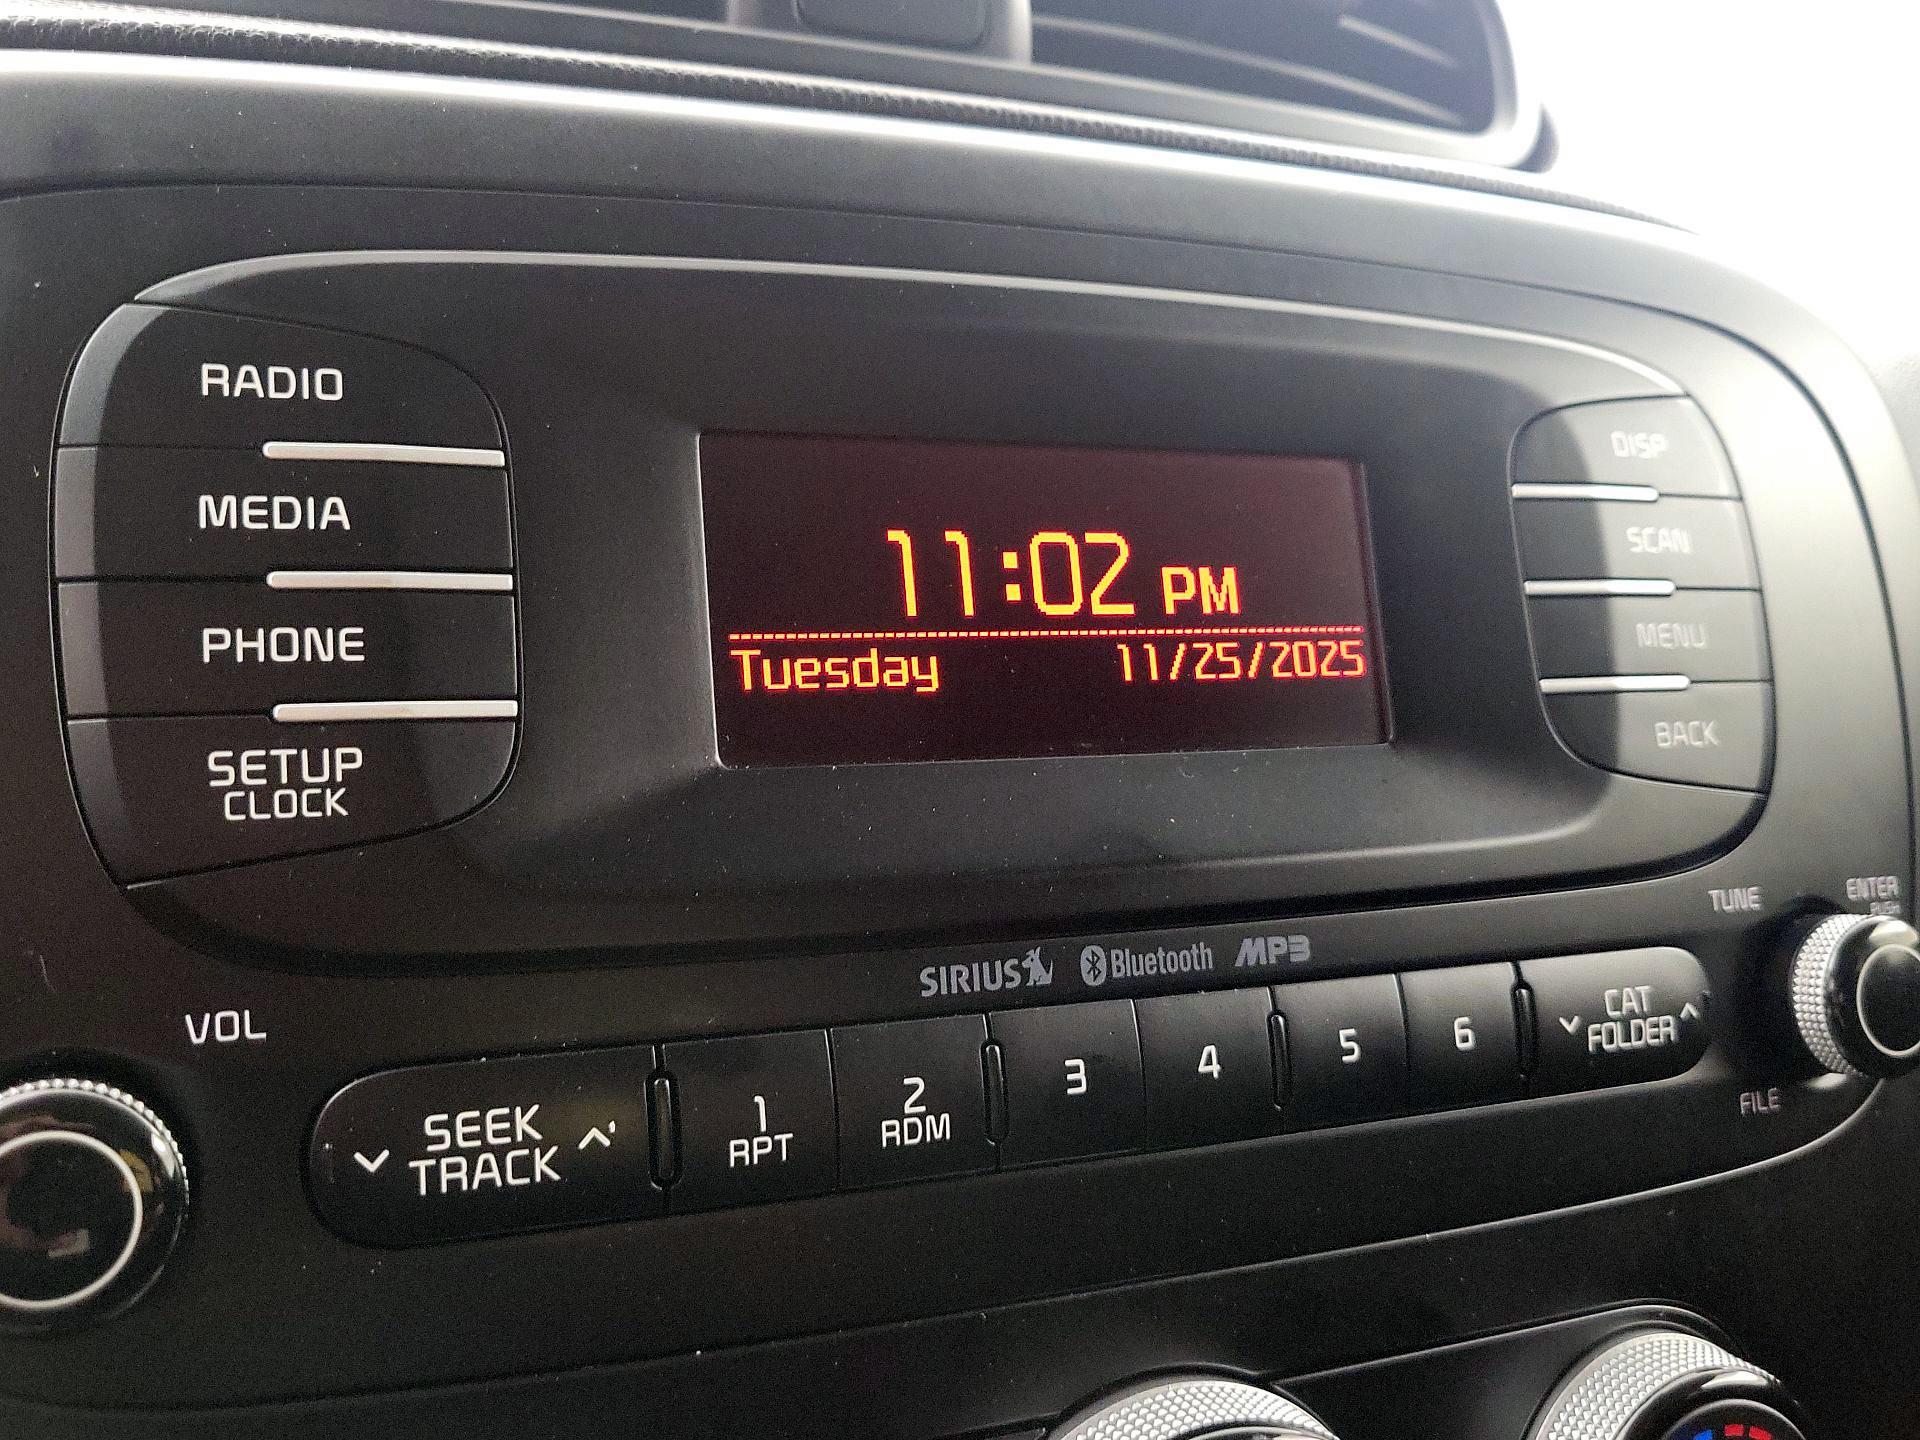 RADIO
MEDIA
PHONE
SETUP
CLOCK
11:02 PM
Tuesday 11/25/2025
DISP
SCAN
MENU
BACK
TUNE
ENTER
PUSH
SIRIUS Bluetooth MP3
VOL
SEEK
TRACK
1
RPT
2
RDM
3
4
5
6
CAT
FOLDER
FILE